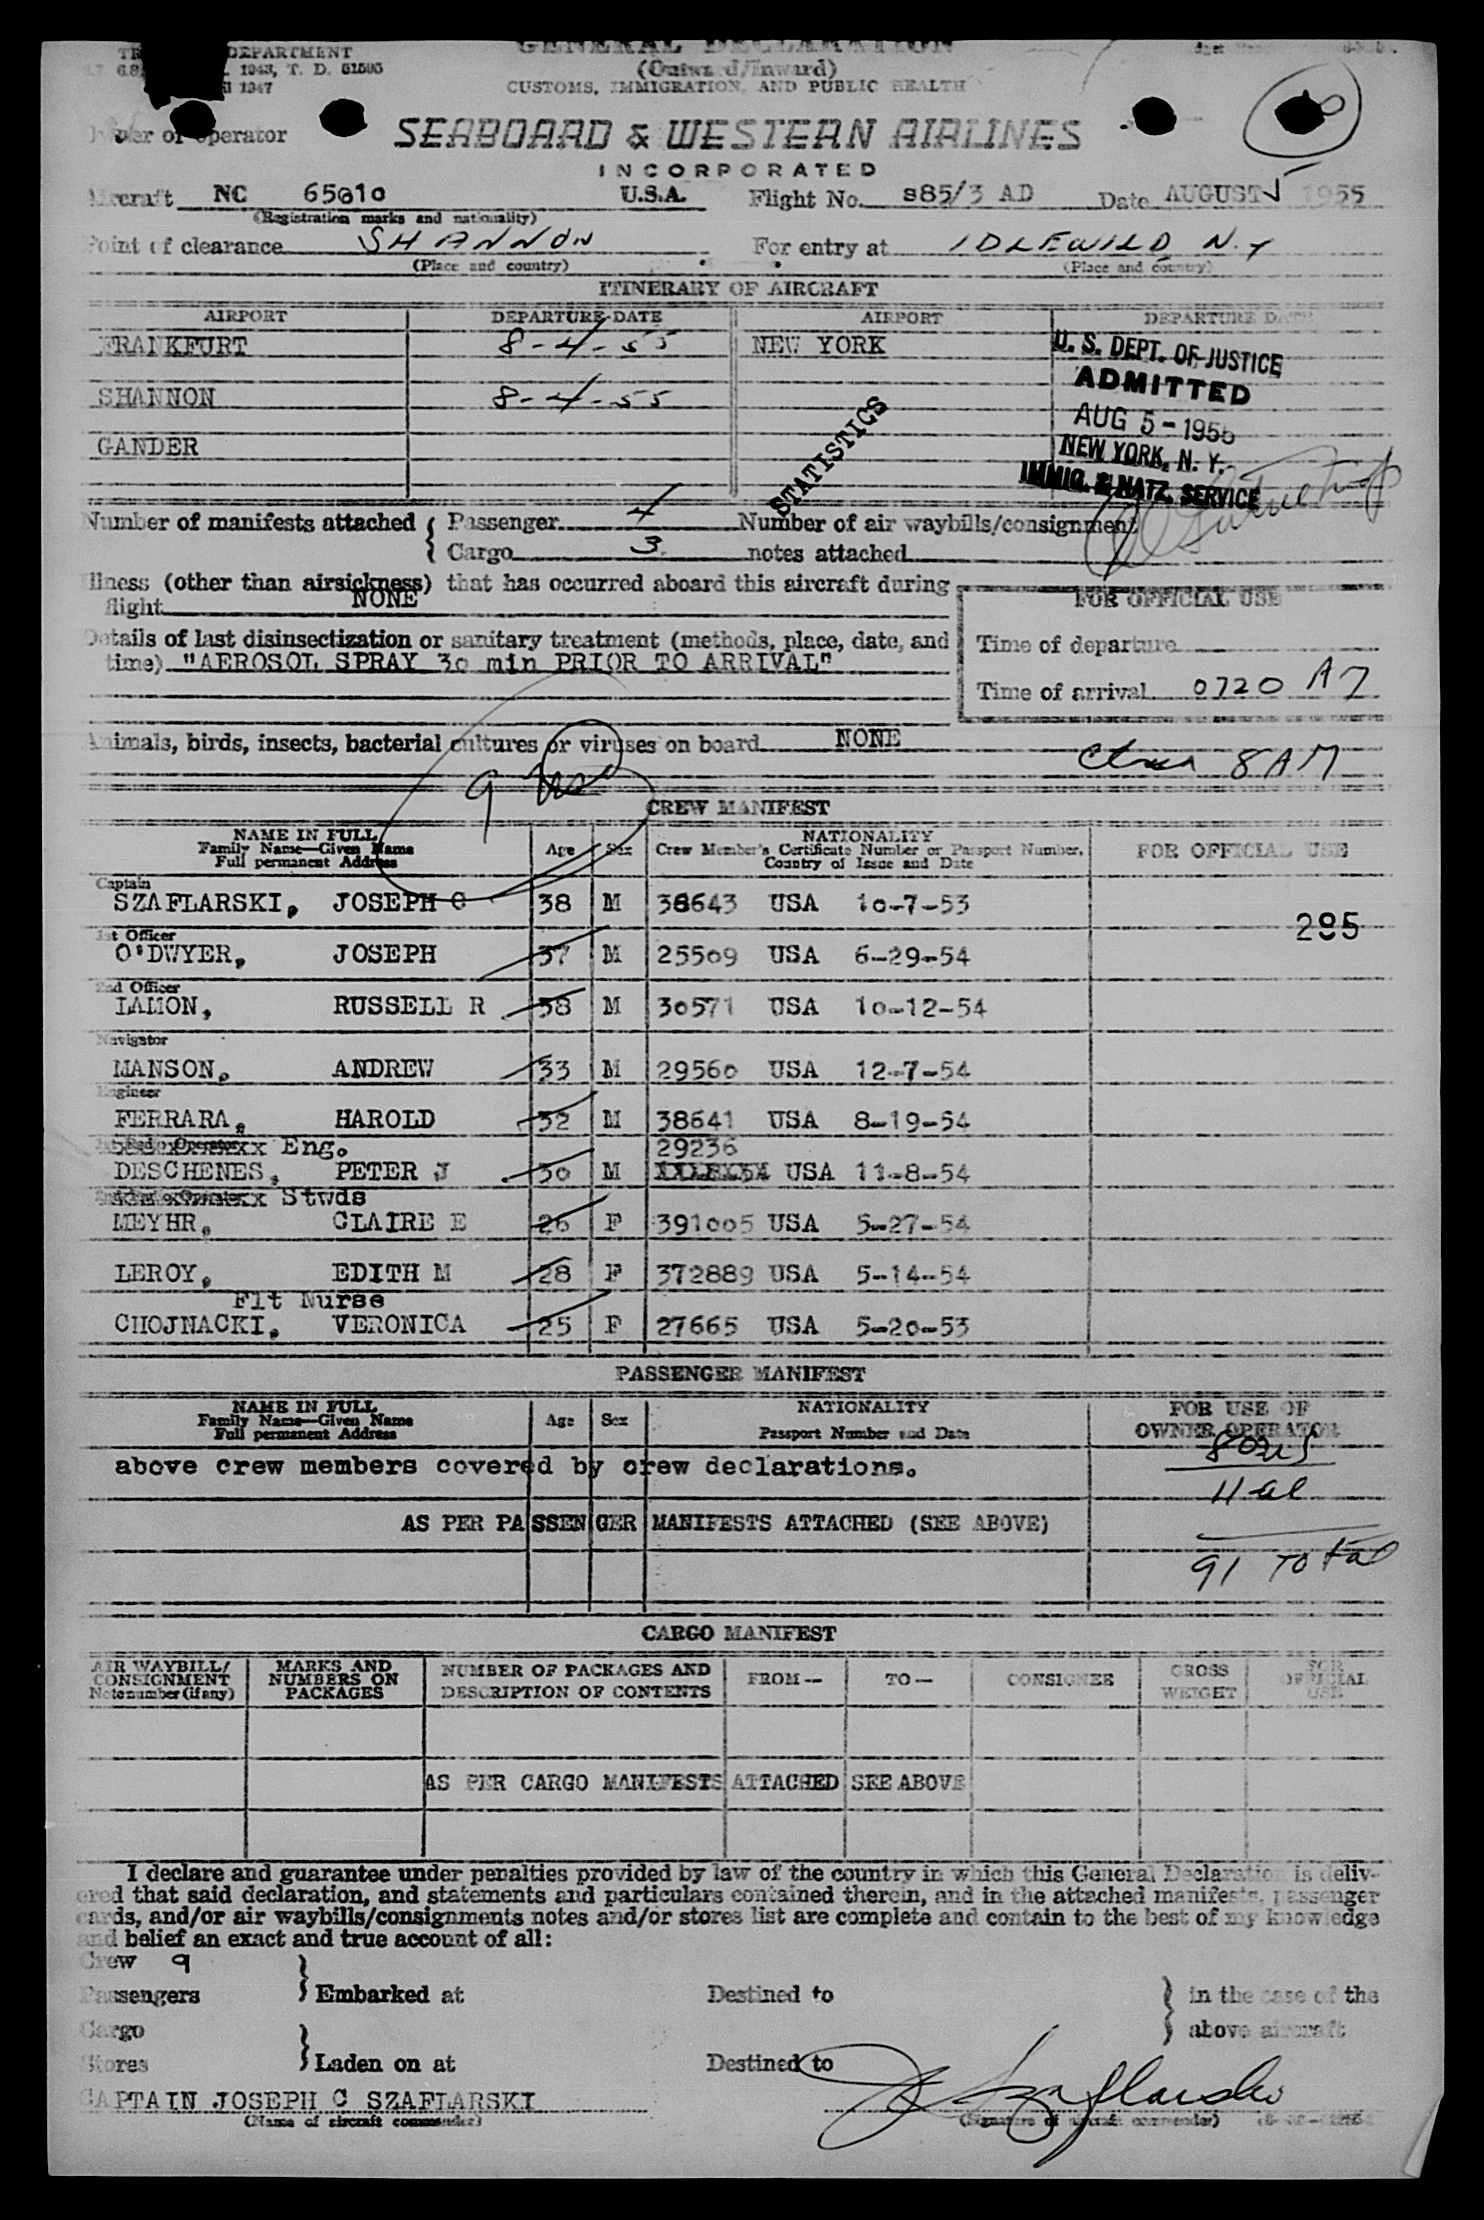 DEPARTMENT
1943, T. D.
1947
GENERAL DECLARATION
(Outward/Inward)
CUSTOMS, IMMIGRATION, AND PUBLIC HEALTH
8
Owner or Operator
SEABOARD & WESTERN AIRLINES
INCORPORATED
Aircraft NC 65010 U.S.A. Flight No. S85/3 AD Date AUGUST 5 1955
(Registration marks and nationality)
Point of clearance SHANNON For entry at IDLEWILD N.Y
(Place and country) (Place and country)
ITINERARY OF AIRCRAFT
AIRPORT DEPARTURE DATE AIRPORT DEPARTURE DATE
FRANKFURT 8-4-55 NEW YORK
SHANNON 8-4-55
GANDER
U. S. DEPT. OF JUSTICE
ADMITTED
AUG 5 - 1955
NEW YORK, N. Y.
IMMIG. & NATZ. SERVICE
STATISTICS
Number of manifests attached { Passenger 4 Number of air waybills/consignment
Cargo 3 notes attached
Illness (other than airsickness) that has occurred aboard this aircraft during
flight NONE
FOR OFFICIAL USE
Details of last disinsectization or sanitary treatment (methods, place, date, and
time) "AEROSOL SPRAY 30 min PRIOR TO ARRIVAL"
Time of departure
Time of arrival 0720 A7
Animals, birds, insects, bacterial cultures or viruses on board NONE
8 AM
9
CREW MANIFEST
NAME IN FULL
Family Name—Given Name
Full permanent Address
Age Sex
NATIONALITY
Crew Member's Certificate Number or Passport Number,
Country of Issue and Date
FOR OFFICIAL USE
Captain
SZAFLARSKI, JOSEPH C 38 M 38643 USA 10-7-53
285
1st Officer
O'DWYER, JOSEPH 37 M 25509 USA 6-29-54
2nd Officer
LAMON, RUSSELL R 38 M 30571 USA 10-12-54
Navigator
MANSON, ANDREW 33 M 29560 USA 12-7-54
Engineer
FERRARA, HAROLD 32 M 38641 USA 8-19-54
Eng. 29236
DESCHENES, PETER J 30 M USA 11-8-54
Stwds
MEYHR, CLAIRE E 26 F 391005 USA 5-27-54
LEROY, EDITH M 28 F 372889 USA 5-14-54
Flt Nurse
CHOJNACKI, VERONICA 25 F 27665 USA 5-20-53
PASSENGER MANIFEST
NAME IN FULL
Family Name—Given Name
Full permanent Address
Age Sex
NATIONALITY
Passport Number and Date
FOR USE OF
OWNER OPERATOR
above crew members covered by crew declarations.
11 al
AS PER PASSENGER MANIFESTS ATTACHED (SEE ABOVE)
91 Total
CARGO MANIFEST
AIR WAYBILL/
CONSIGNMENT
Note number (if any)
MARKS AND
NUMBERS ON
PACKAGES
NUMBER OF PACKAGES AND
DESCRIPTION OF CONTENTS
FROM— TO— CONSIGNEE
GROSS
WEIGHT
FOR
OFFICIAL
USE
AS PER CARGO MANIFESTS ATTACHED SEE ABOVE
I declare and guarantee under penalties provided by law of the country in which this General Declaration is deliv-
ered that said declaration, and statements and particulars contained therein, and in the attached manifests, passenger
cards, and/or air waybills/consignments notes and/or stores list are complete and contain to the best of my knowledge
and belief an exact and true account of all:
Crew 9
Passengers } Embarked at Destined to } in the case of the
Cargo above aircraft
Stores } Laden on at Destined to
CAPTAIN JOSEPH C SZAFLARSKI J Szaflarski
(Name of aircraft commander) (Signature of aircraft commander)